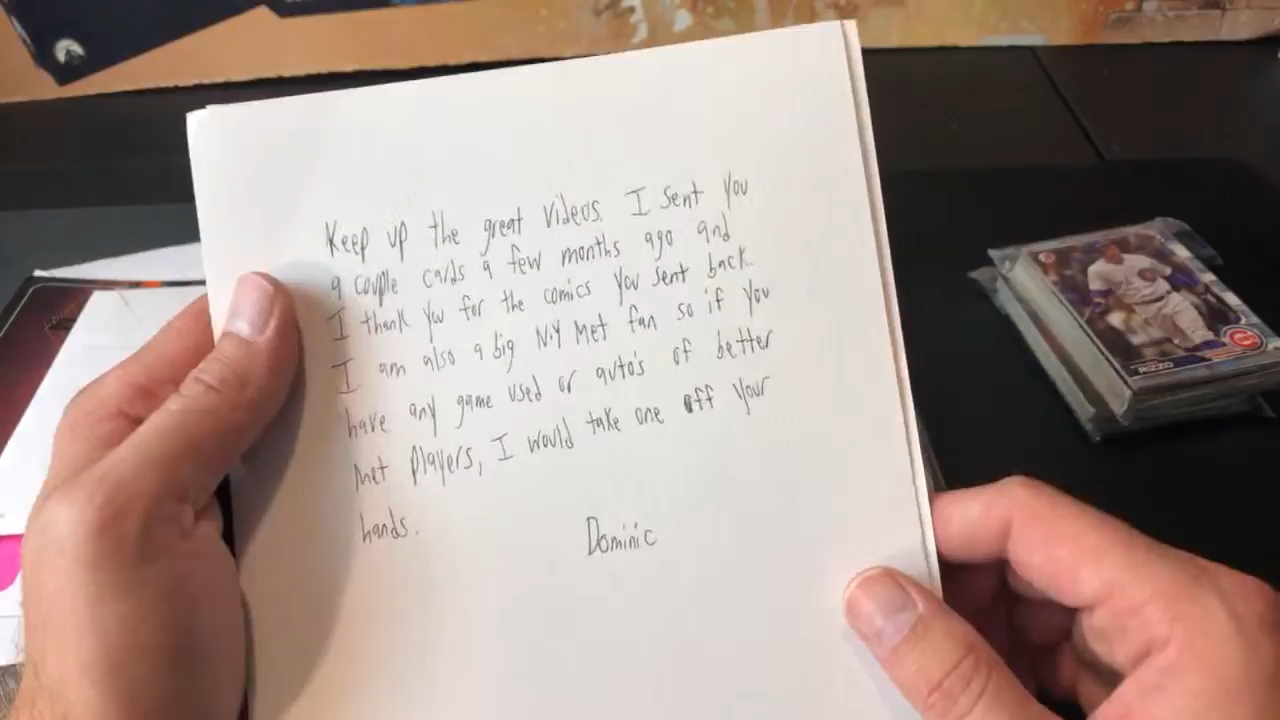 Keep up the great videos. I sent you
a couple cards a few months ago and
I thank you for the comics you sent back.
I am also a big N.Y Met fan so if you
have any game used or auto's of better
Met players, I would take one off your
hands.
Dominic
RIZZO